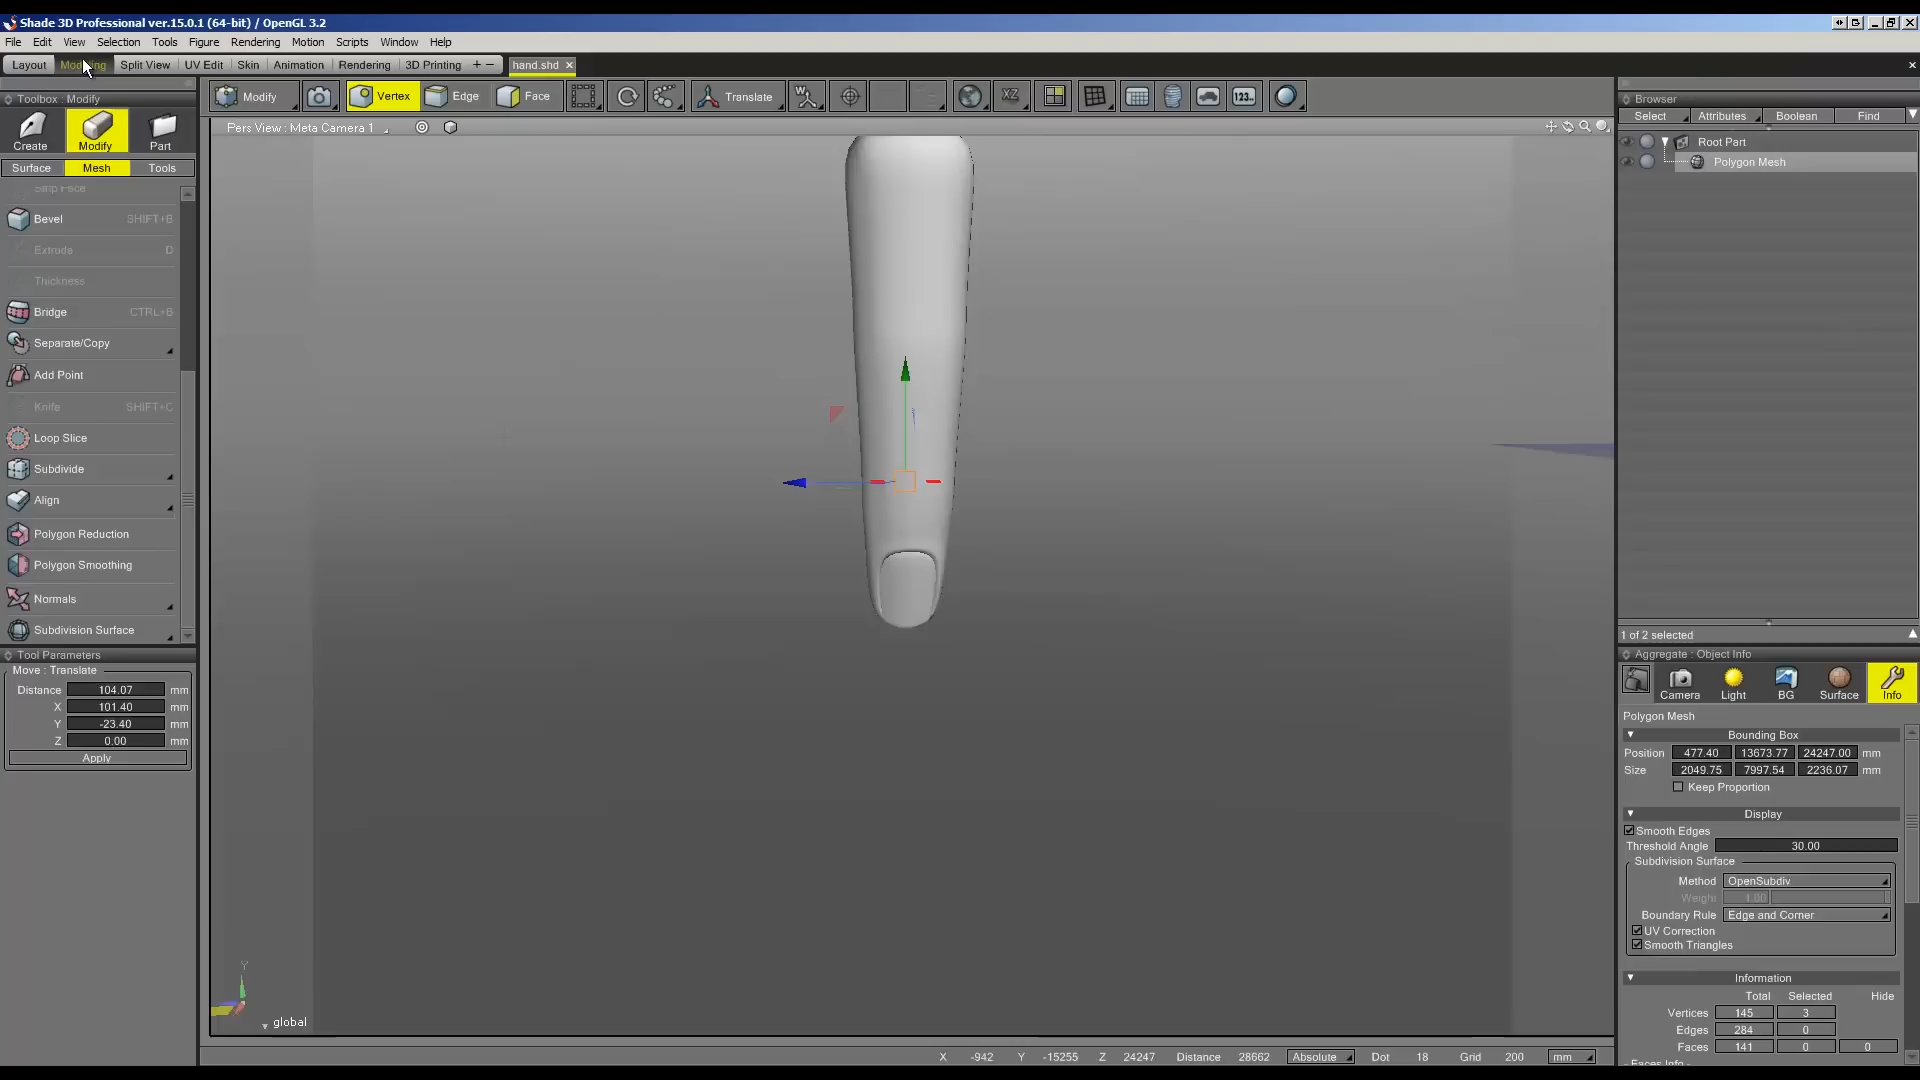 Shade 3D Professional ver.15.0.1 (64-bit) / OpenGL 3.2
File Edit View Selection Tools Figure Rendering Motion Scripts Window Help
Layout Modeling Split View UV Edit Skin Animation Rendering 3D Printing + − hand.shd
Toolbox : Modify
Create Modify Part
Surface Mesh Tools
Bevel SHIFT+B
Extrude D
Thickness
Bridge CTRL+B
Separate/Copy
Add Point
Knife SHIFT+C
Loop Slice
Subdivide
Align
Polygon Reduction
Polygon Smoothing
Normals
Subdivision Surface
Tool Parameters
Move : Translate
Distance 104.07 mm
X 101.40 mm
Y -23.40 mm
Z 0.00 mm
Apply
Modify Vertex Edge Face Translate W XZ 123..
Pers View : Meta Camera 1
Y
global
X -942 Y -15255 Z 24247 Distance 28662 Absolute Dot 18 Grid 200 mm
Browser
Select Attributes Boolean Find
Root Part
Polygon Mesh
1 of 2 selected
Aggregate : Object Info
Camera Light BG Surface Info
Polygon Mesh
Bounding Box
Position 477.40 13673.77 24247.00 mm
Size 2049.75 7997.54 2236.07 mm
Keep Proportion
Display
Smooth Edges
Threshold Angle 30.00
Subdivision Surface
Method OpenSubdiv
Weight 1.00
Boundary Rule Edge and Corner
UV Correction
Smooth Triangles
Information
Total Selected Hide
Vertices 145 3
Edges 284 0
Faces 141 0 0